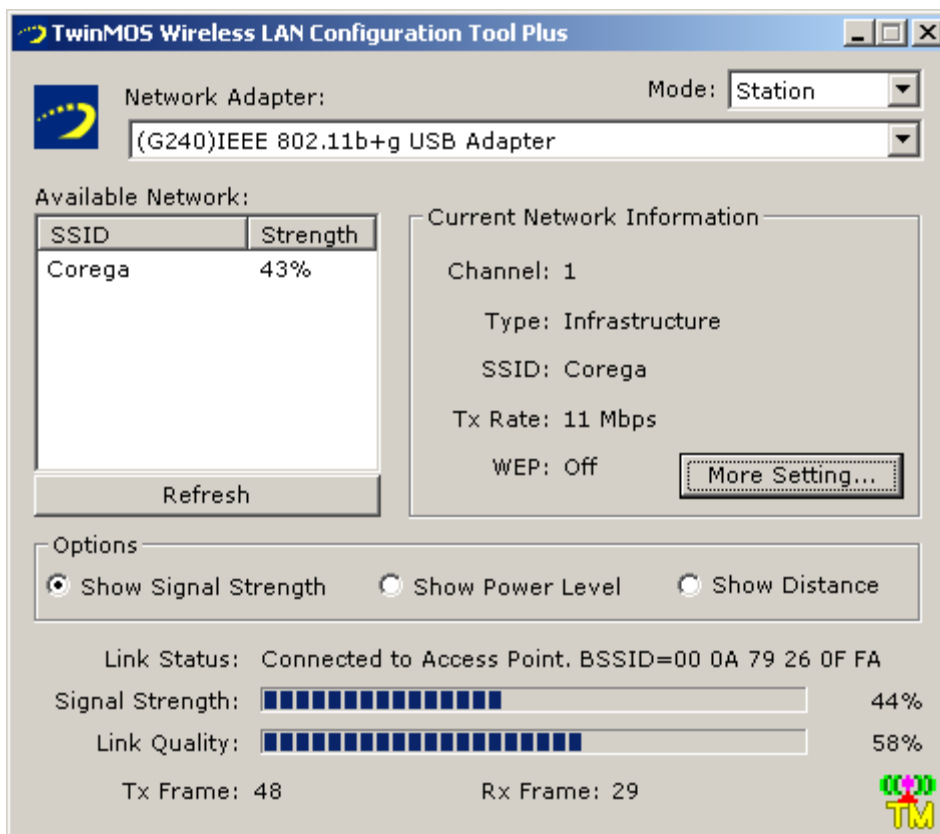 TwinMOS Wireless LAN Configuration Tool Plus
Network Adapter:
Mode: Station
(G240)IEEE 802.11b+g USB Adapter
Available Network:
SSID Strength
Corega 43%
Refresh
Current Network Information
Channel: 1
Type: Infrastructure
SSID: Corega
Tx Rate: 11 Mbps
WEP: Off
More Setting...
Options
Show Signal Strength Show Power Level Show Distance
Link Status: Connected to Access Point. BSSID=00 0A 79 26 0F FA
Signal Strength: 44%
Link Quality: 58%
Tx Frame: 48 Rx Frame: 29
TM